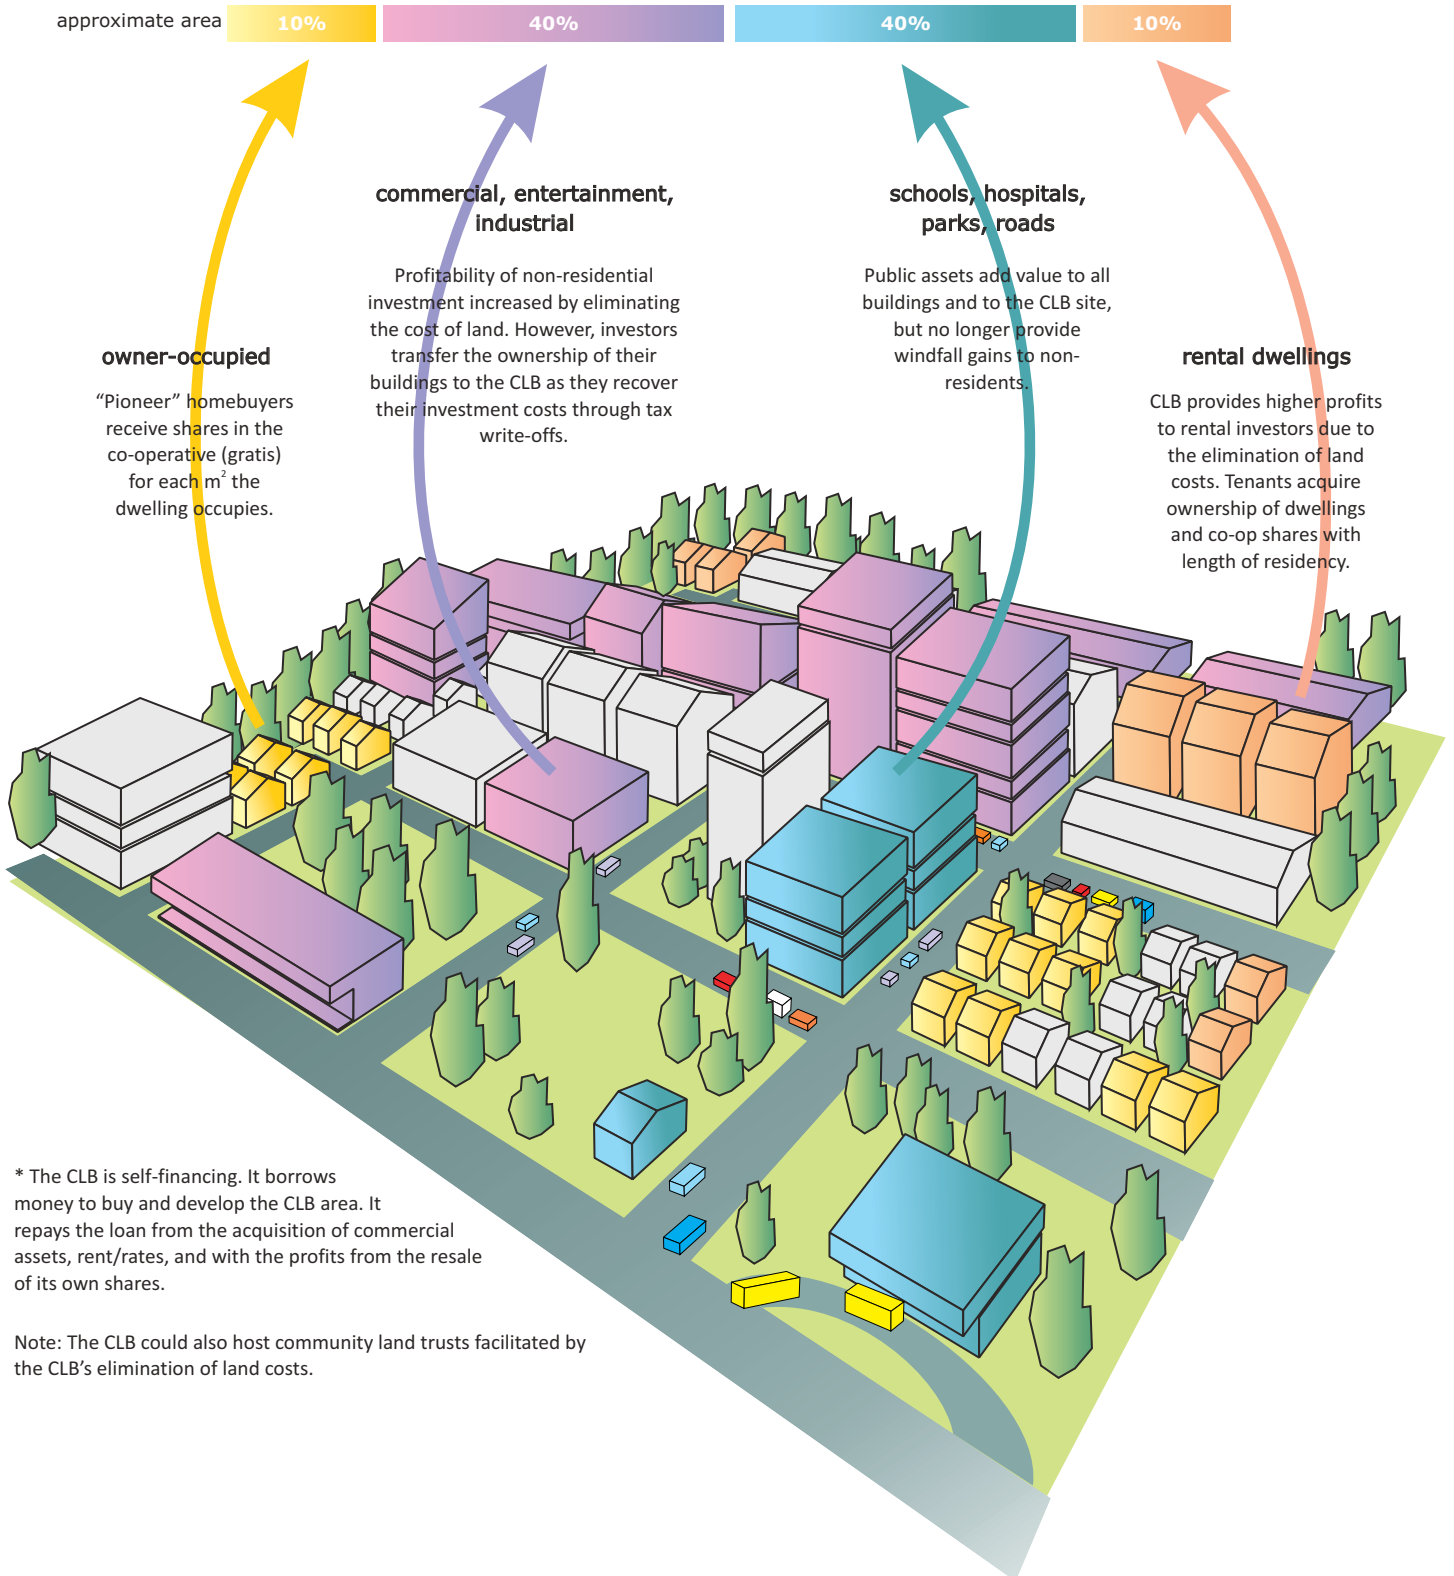 approximate area
10%
40%
40%
10%
commercial, entertainment,
industrial
Profitability of non-residential
investment increased by eliminating
the cost of land. However, investors
transfer the ownership of their
buildings to the CLB as they recover
their investment costs through tax
write-offs.
schools, hospitals,
parks, roads
Public assets add value to all
buildings and to the CLB site,
but no longer provide
windfall gains to non-
residents.
owner-occupied
“Pioneer” homebuyers
receive shares in the
co-operative (gratis)
for each m² the
dwelling occupies.
rental dwellings
CLB provides higher profits
to rental investors due to
the elimination of land
costs. Tenants acquire
ownership of dwellings
and co-op shares with
length of residency.
* The CLB is self-financing. It borrows
money to buy and develop the CLB area. It
repays the loan from the acquisition of commercial
assets, rent/rates, and with the profits from the resale
of its own shares.
Note: The CLB could also host community land trusts facilitated by
the CLB’s elimination of land costs.